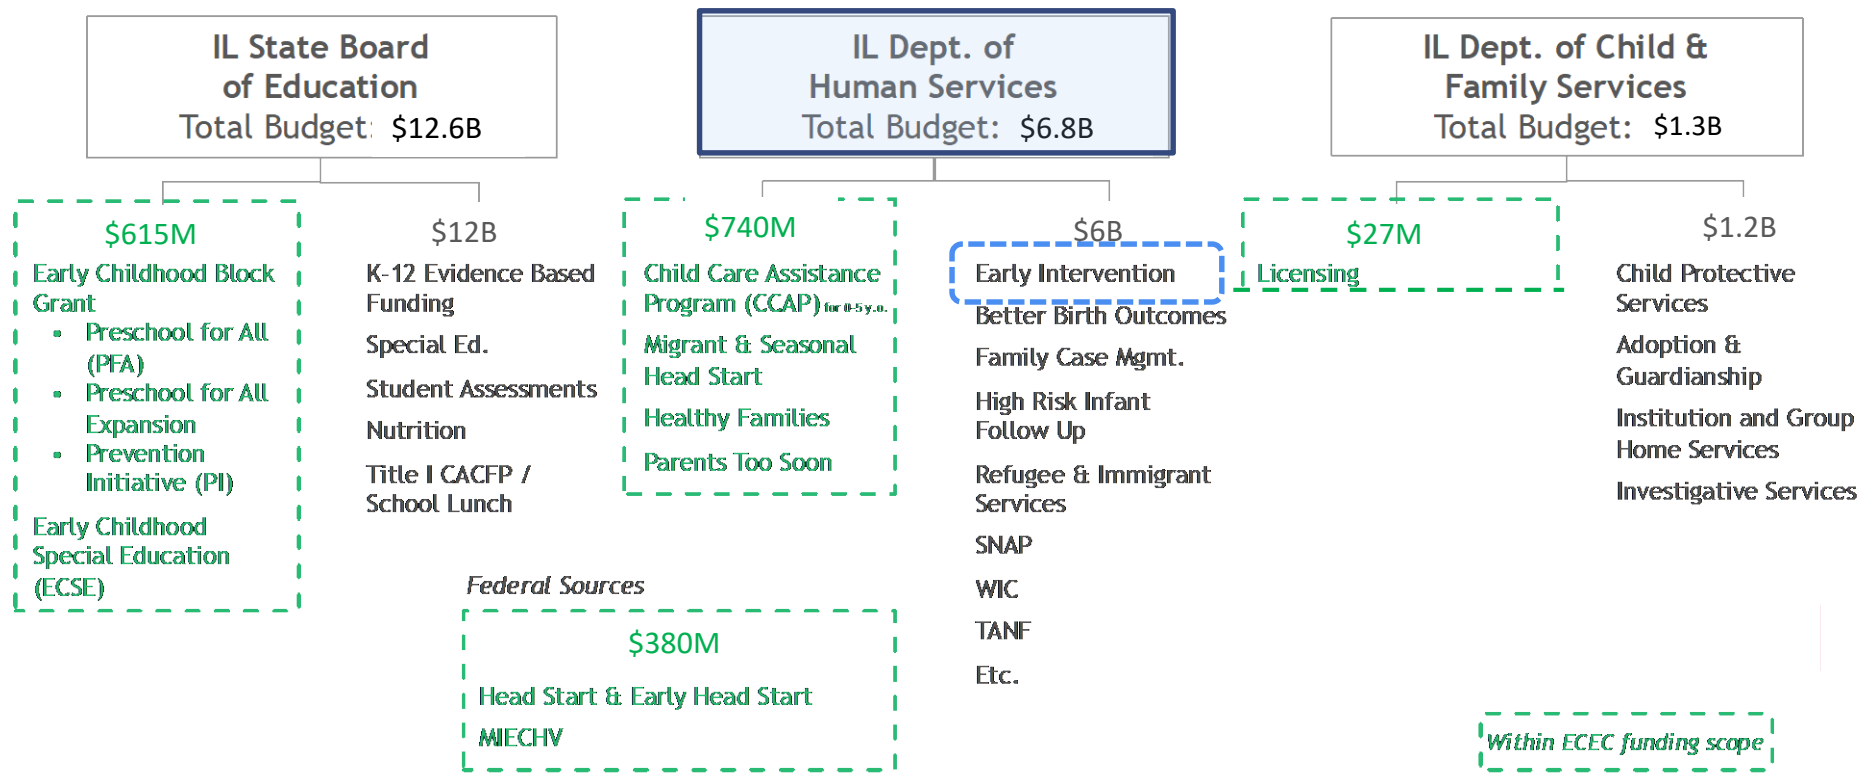 IL State Board
of Education
Total Budget: $12.6B
$615M
Early Childhood Block
Grant
▪ Preschool for All
(PFA)
▪ Preschool for All
Expansion
▪ Prevention
Initiative (PI)
Early Childhood
Special Education
(ECSE)
$12B
K-12 Evidence Based
Funding
Special Ed.
Student Assessments
Nutrition
Title I CACFP /
School Lunch
IL Dept. of
Human Services
Total Budget: $6.8B
$740M
Child Care Assistance
Program (CCAP) for 0-5 y.o.
Migrant & Seasonal
Head Start
Healthy Families
Parents Too Soon
$6B
Early Intervention
Better Birth Outcomes
Family Case Mgmt.
High Risk Infant
Follow Up
Refugee & Immigrant
Services
SNAP
WIC
TANF
Etc.
IL Dept. of Child &
Family Services
Total Budget: $1.3B
$27M
Licensing
$1.2B
Child Protective
Services
Adoption &
Guardianship
Institution and Group
Home Services
Investigative Services
Federal Sources
$380M
Head Start & Early Head Start
MIECHV
Within ECEC funding scope